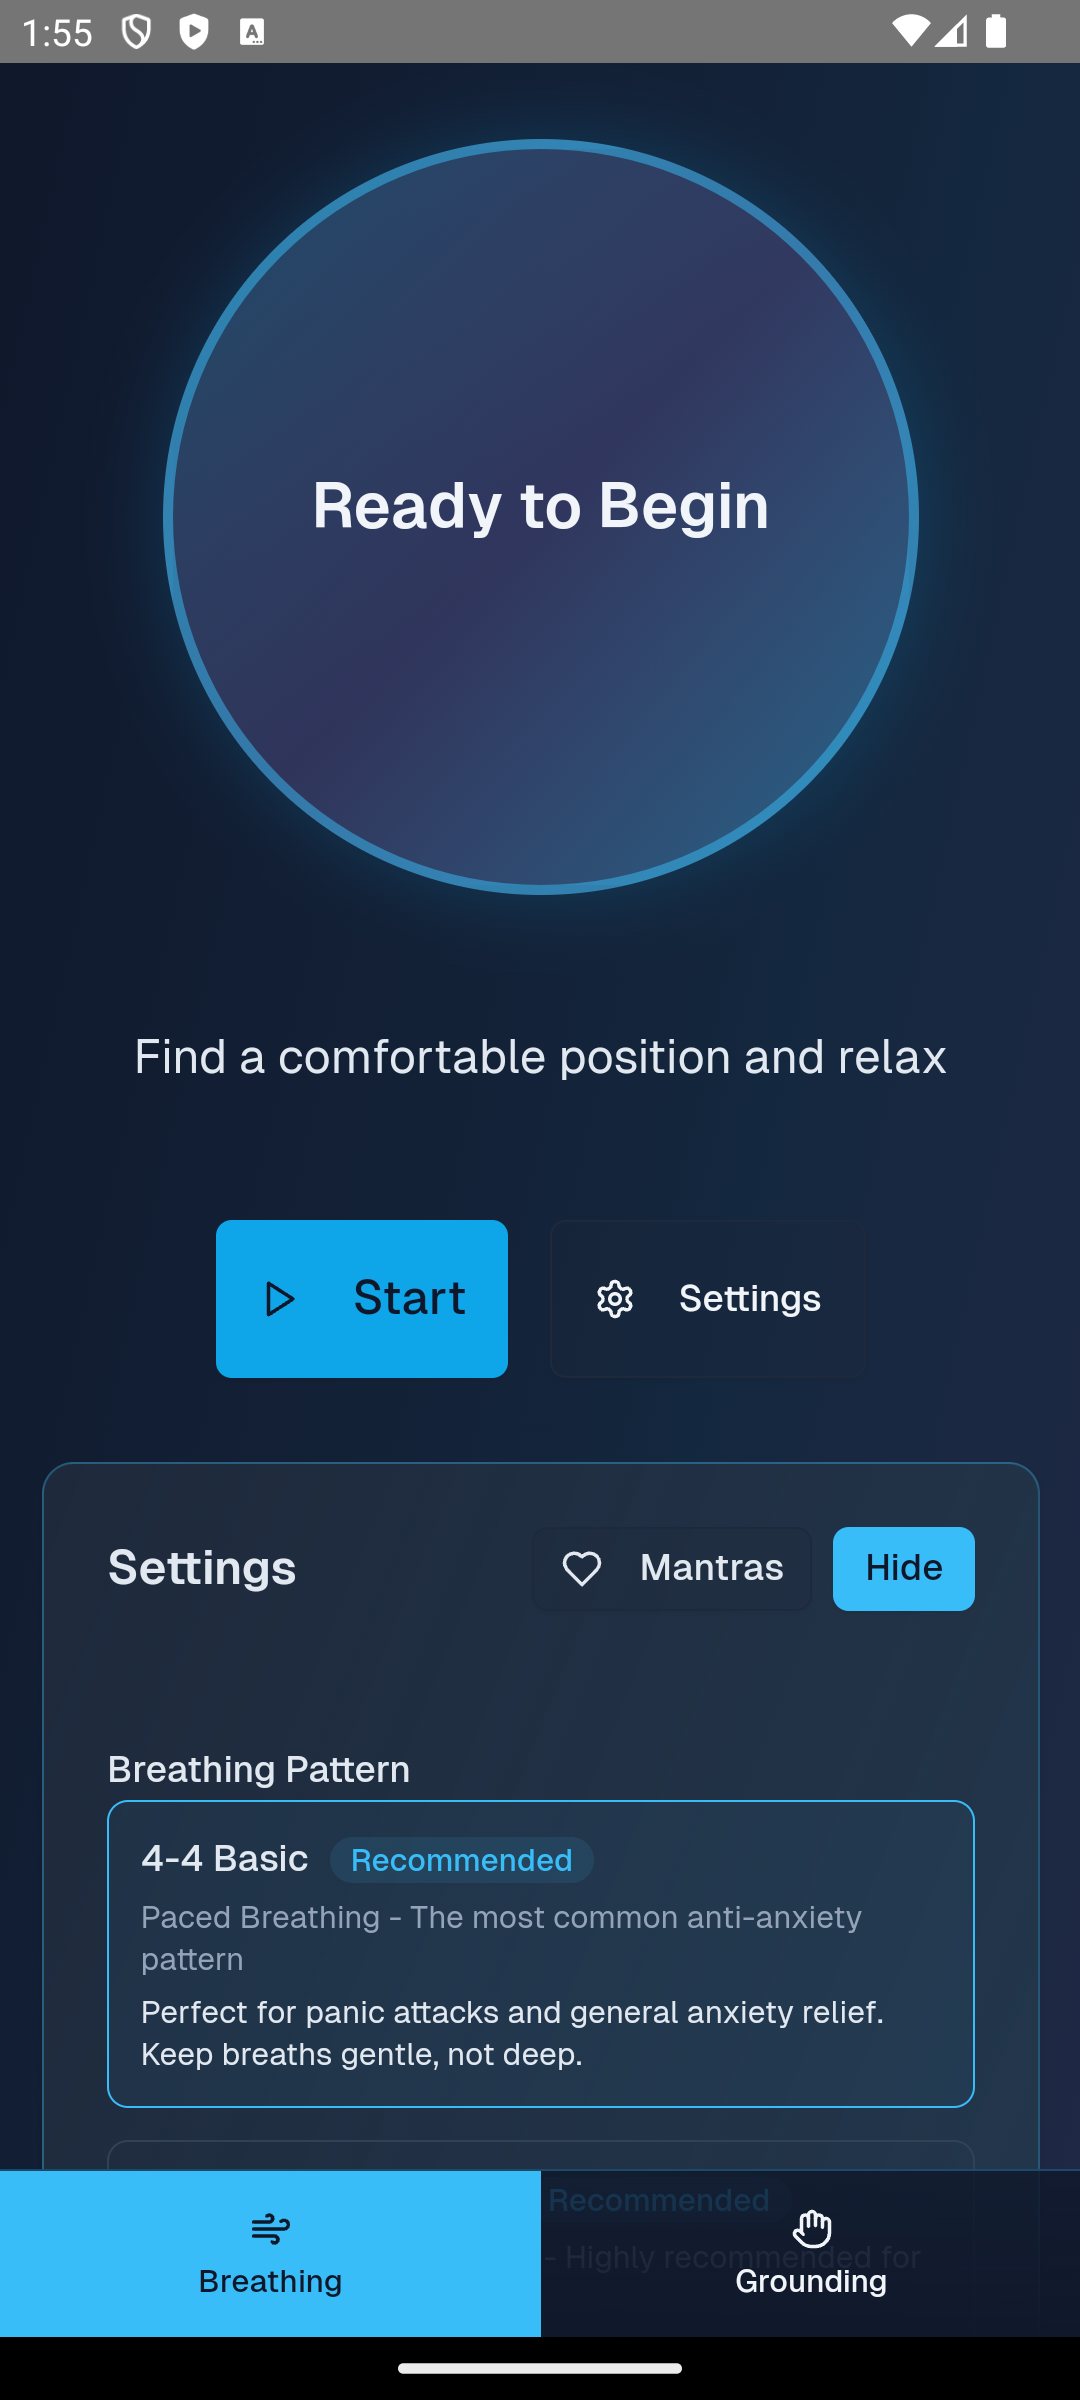 1:55
Ready to Begin
Find a comfortable position and relax
Start
Settings
Settings
Mantras
Hide
Breathing Pattern
4-4 Basic
Recommended
Paced Breathing - The most common anti-anxiety
pattern
Perfect for panic attacks and general anxiety relief.
Keep breaths gentle, not deep.
Recommended
- Highly recommended for
Breathing
Grounding